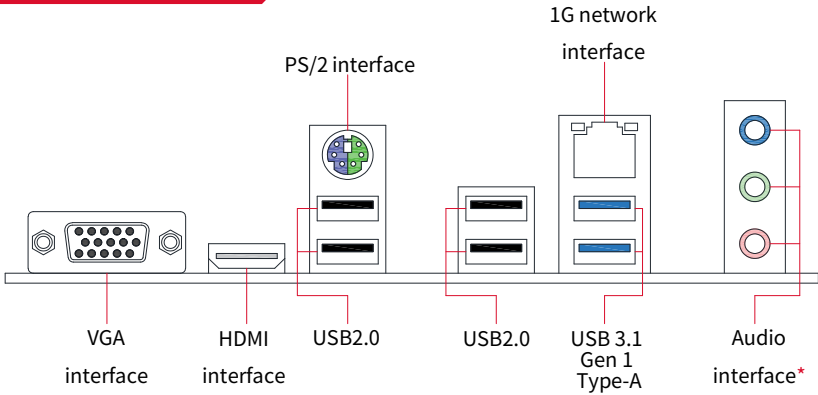 1G network
interface
PS/2 interface
VGA
interface
HDMI
interface
USB2.0
USB2.0
USB 3.1
Gen 1
Type-A
Audio
interface*